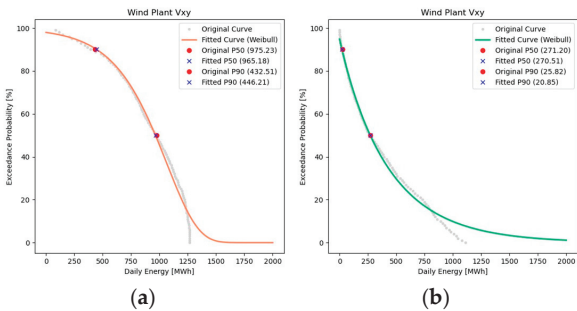 Wind Plant Vxy
Original Curve
Fitted Curve (Weibull)
Original P50 (975.23)
Fitted P50 (965.18)
Original P90 (432.51)
Fitted P90 (446.21)
Exceedance Probability [%]
100
80
60
40
20
0
0 250 500 750 1000 1250 1500 1750 2000
Daily Energy [MWh]
(a)
Wind Plant Vxy
Original Curve
Fitted Curve (Weibull)
Original P50 (271.20)
Fitted P50 (270.51)
Original P90 (25.82)
Fitted P90 (20.85)
Exceedance Probability [%]
100
80
60
40
20
0
0 250 500 750 1000 1250 1500 1750 2000
Daily Energy [MWh]
(b)